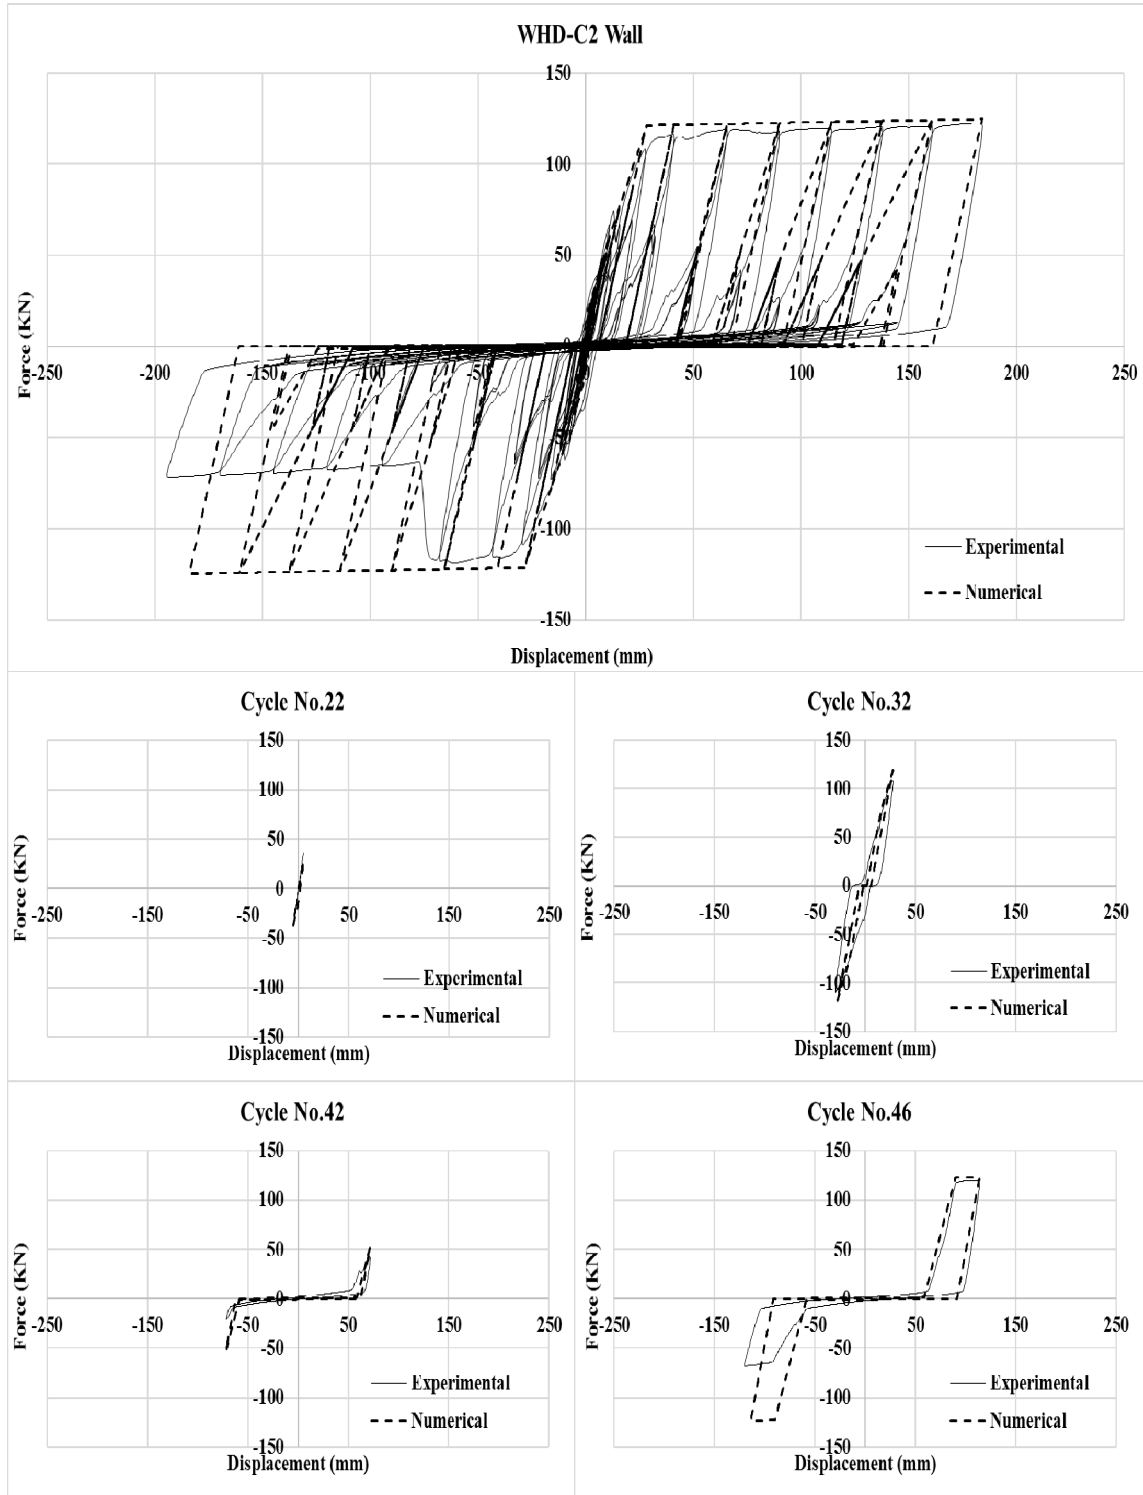 WHD-C2 Wall
150
100
50
0
-250 -200 -150 -100 -50 50 100 150 200 250
-100
-150
Force (KN)
Experimental
Numerical
Displacement (mm)
Cycle No.22
150
100
50
0
-250 -150 -50 50 150 250
-50
-100
-150
Force (KN)
Experimental
Numerical
Displacement (mm)
Cycle No.32
150
100
50
0
-250 -150 -50 50 150 250
-50
-100
-150
Force (KN)
Experimental
Numerical
Displacement (mm)
Cycle No.42
150
100
50
0
-250 -150 -50 50 150 250
-50
-100
-150
Force (KN)
Experimental
Numerical
Displacement (mm)
Cycle No.46
150
100
50
0
-250 -150 -50 50 150 250
-50
-100
-150
Force (KN)
Experimental
Numerical
Displacement (mm)